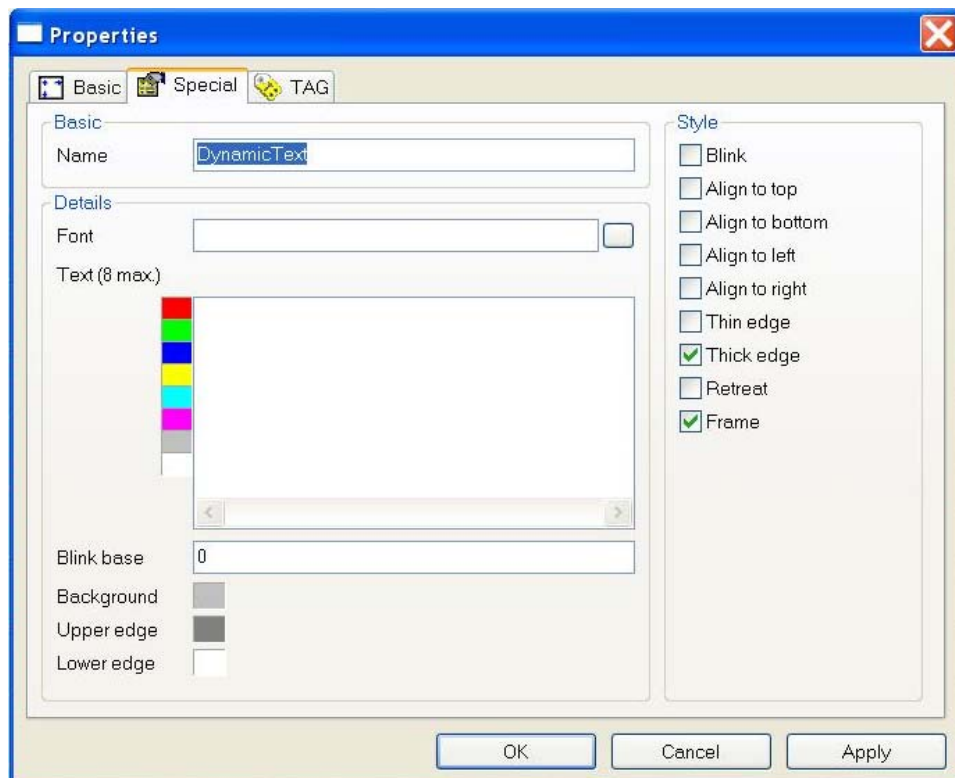 Properties
Basic Special TAG
Basic
Name DynamicText
Details
Font
Text (8 max.)
Blink base 0
Background
Upper edge
Lower edge
Style
Blink
Align to top
Align to bottom
Align to left
Align to right
Thin edge
Thick edge
Retreat
Frame
OK Cancel Apply